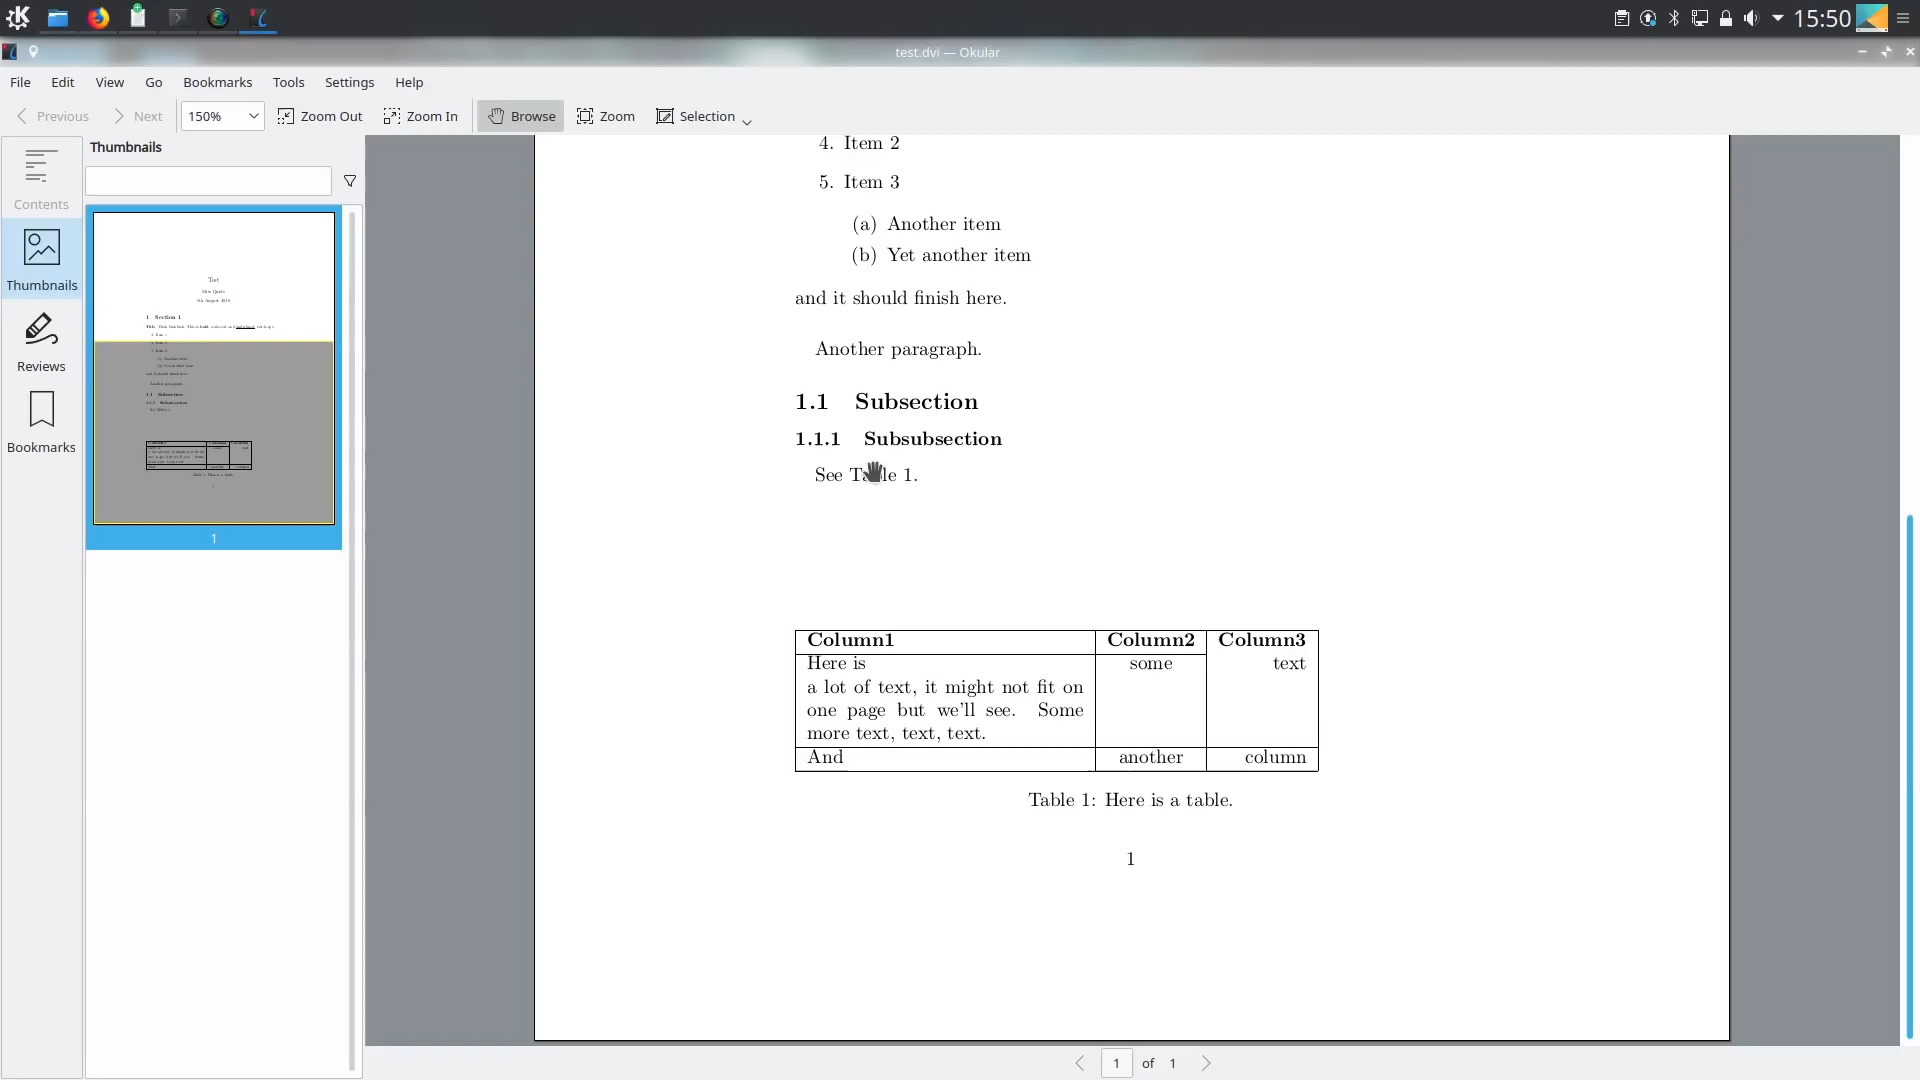 15:50
test.dvi — Okular
File Edit View Go Bookmarks Tools Settings Help
Previous Next 150% Zoom Out Zoom In Browse Zoom Selection
Thumbnails
Contents
Thumbnails
Reviews
Bookmarks
1
4. Item 2
5. Item 3
(a) Another item
(b) Yet another item
and it should finish here.
Another paragraph.
1.1 Subsection
1.1.1 Subsubsection
See Table 1.
Column1 Column2 Column3
Here is some text
a lot of text, it might not fit on
one page but we'll see. Some
more text, text, text.
And another column
Table 1: Here is a table.
1
1 of 1